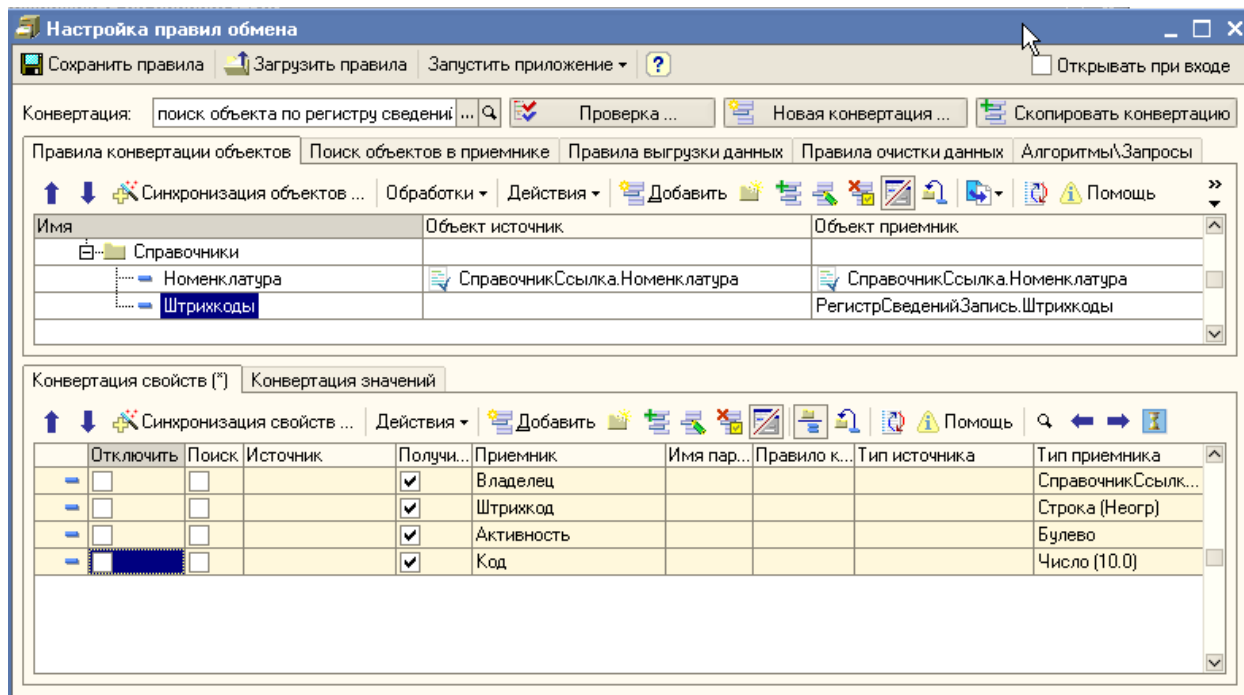 Настройка правил обмена
Сохранить правила Загрузить правила Запустить приложение ? Открывать при входе
Конвертация: поиск объекта по регистру сведений ... Проверка ... Новая конвертация ... Скопировать конвертацию
Правила конвертации объектов Поиск объектов в приемнике Правила выгрузки данных Правила очистки данных Алгоритмы\Запросы
Синхронизация объектов ... Обработки Действия Добавить Помощь »
Имя Объект источник Объект приемник
Справочники
Номенклатура СправочникСсылка.Номенклатура СправочникСсылка.Номенклатура
Штрихкоды РегистрСведенийЗапись.Штрихкоды
Конвертация свойств (*) Конвертация значений
Синхронизация свойств ... Действия Добавить Помощь
Отключить Поиск Источник Получи... Приемник Имя пар... Правило к... Тип источника Тип приемника
Владелец СправочникСсылк...
Штрихкод Строка (Неогр)
Активность Булево
Код Число (10.0)